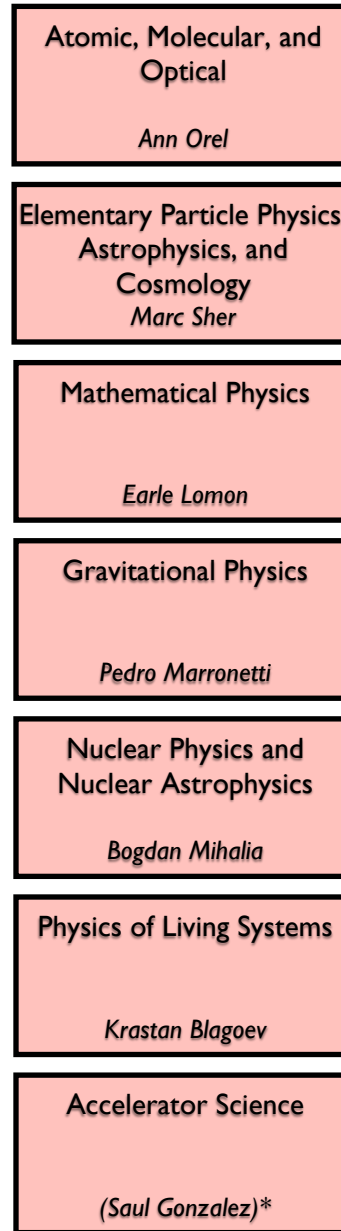 Atomic, Molecular, and
Optical
Ann Orel
Elementary Particle Physics
Astrophysics, and
Cosmology
Marc Sher
Mathematical Physics
Earle Lomon
Gravitational Physics
Pedro Marronetti
Nuclear Physics and
Nuclear Astrophysics
Bogdan Mihalia
Physics of Living Systems
Krastan Blagoev
Accelerator Science
(Saul Gonzalez)*